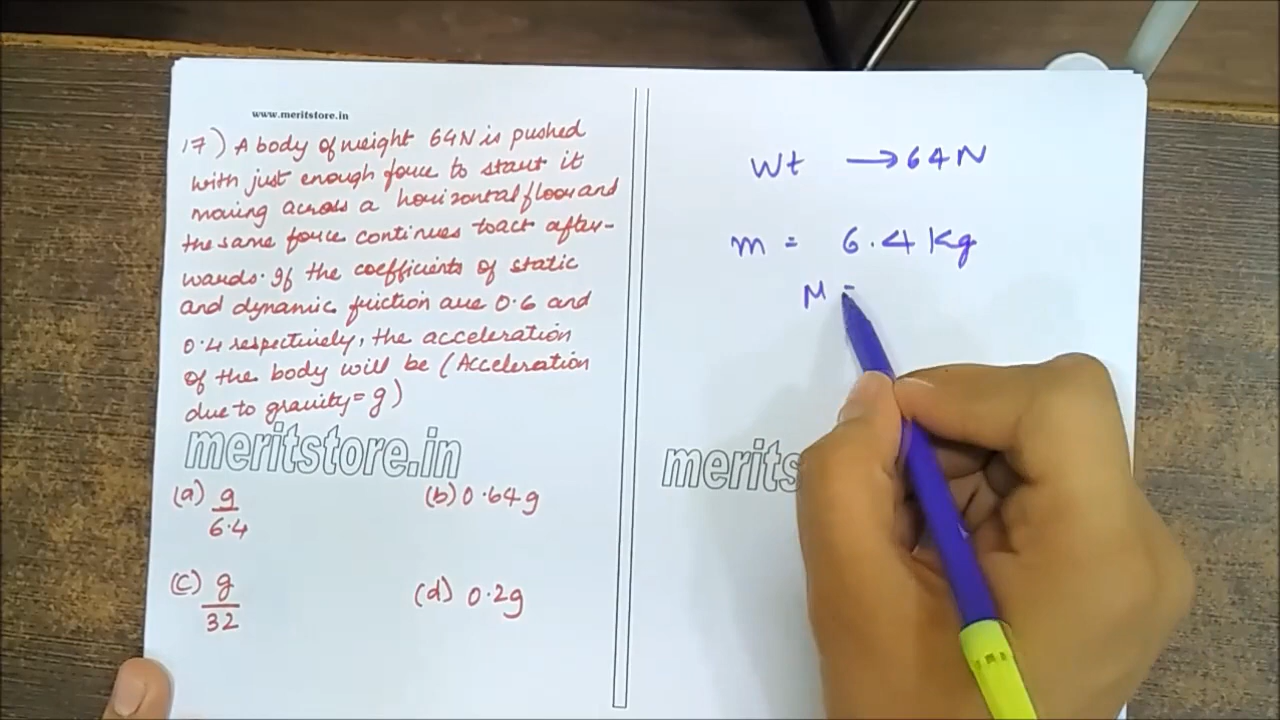 www.meritstore.in
17) A body of weight 64N is pushed
with just enough force to start it
moving across a horizontal floor and
the same force continues to act after-
wards. If the coefficients of static
and dynamic friction are 0.6 and
0.4 respectively, the acceleration
of the body will be (Acceleration
due to gravity = g)
meritstore.in
(a) g/6.4 (b) 0.64g
(c) g/32 (d) 0.2g
Wt → 64N
m = 6.4 Kg
M =
merits